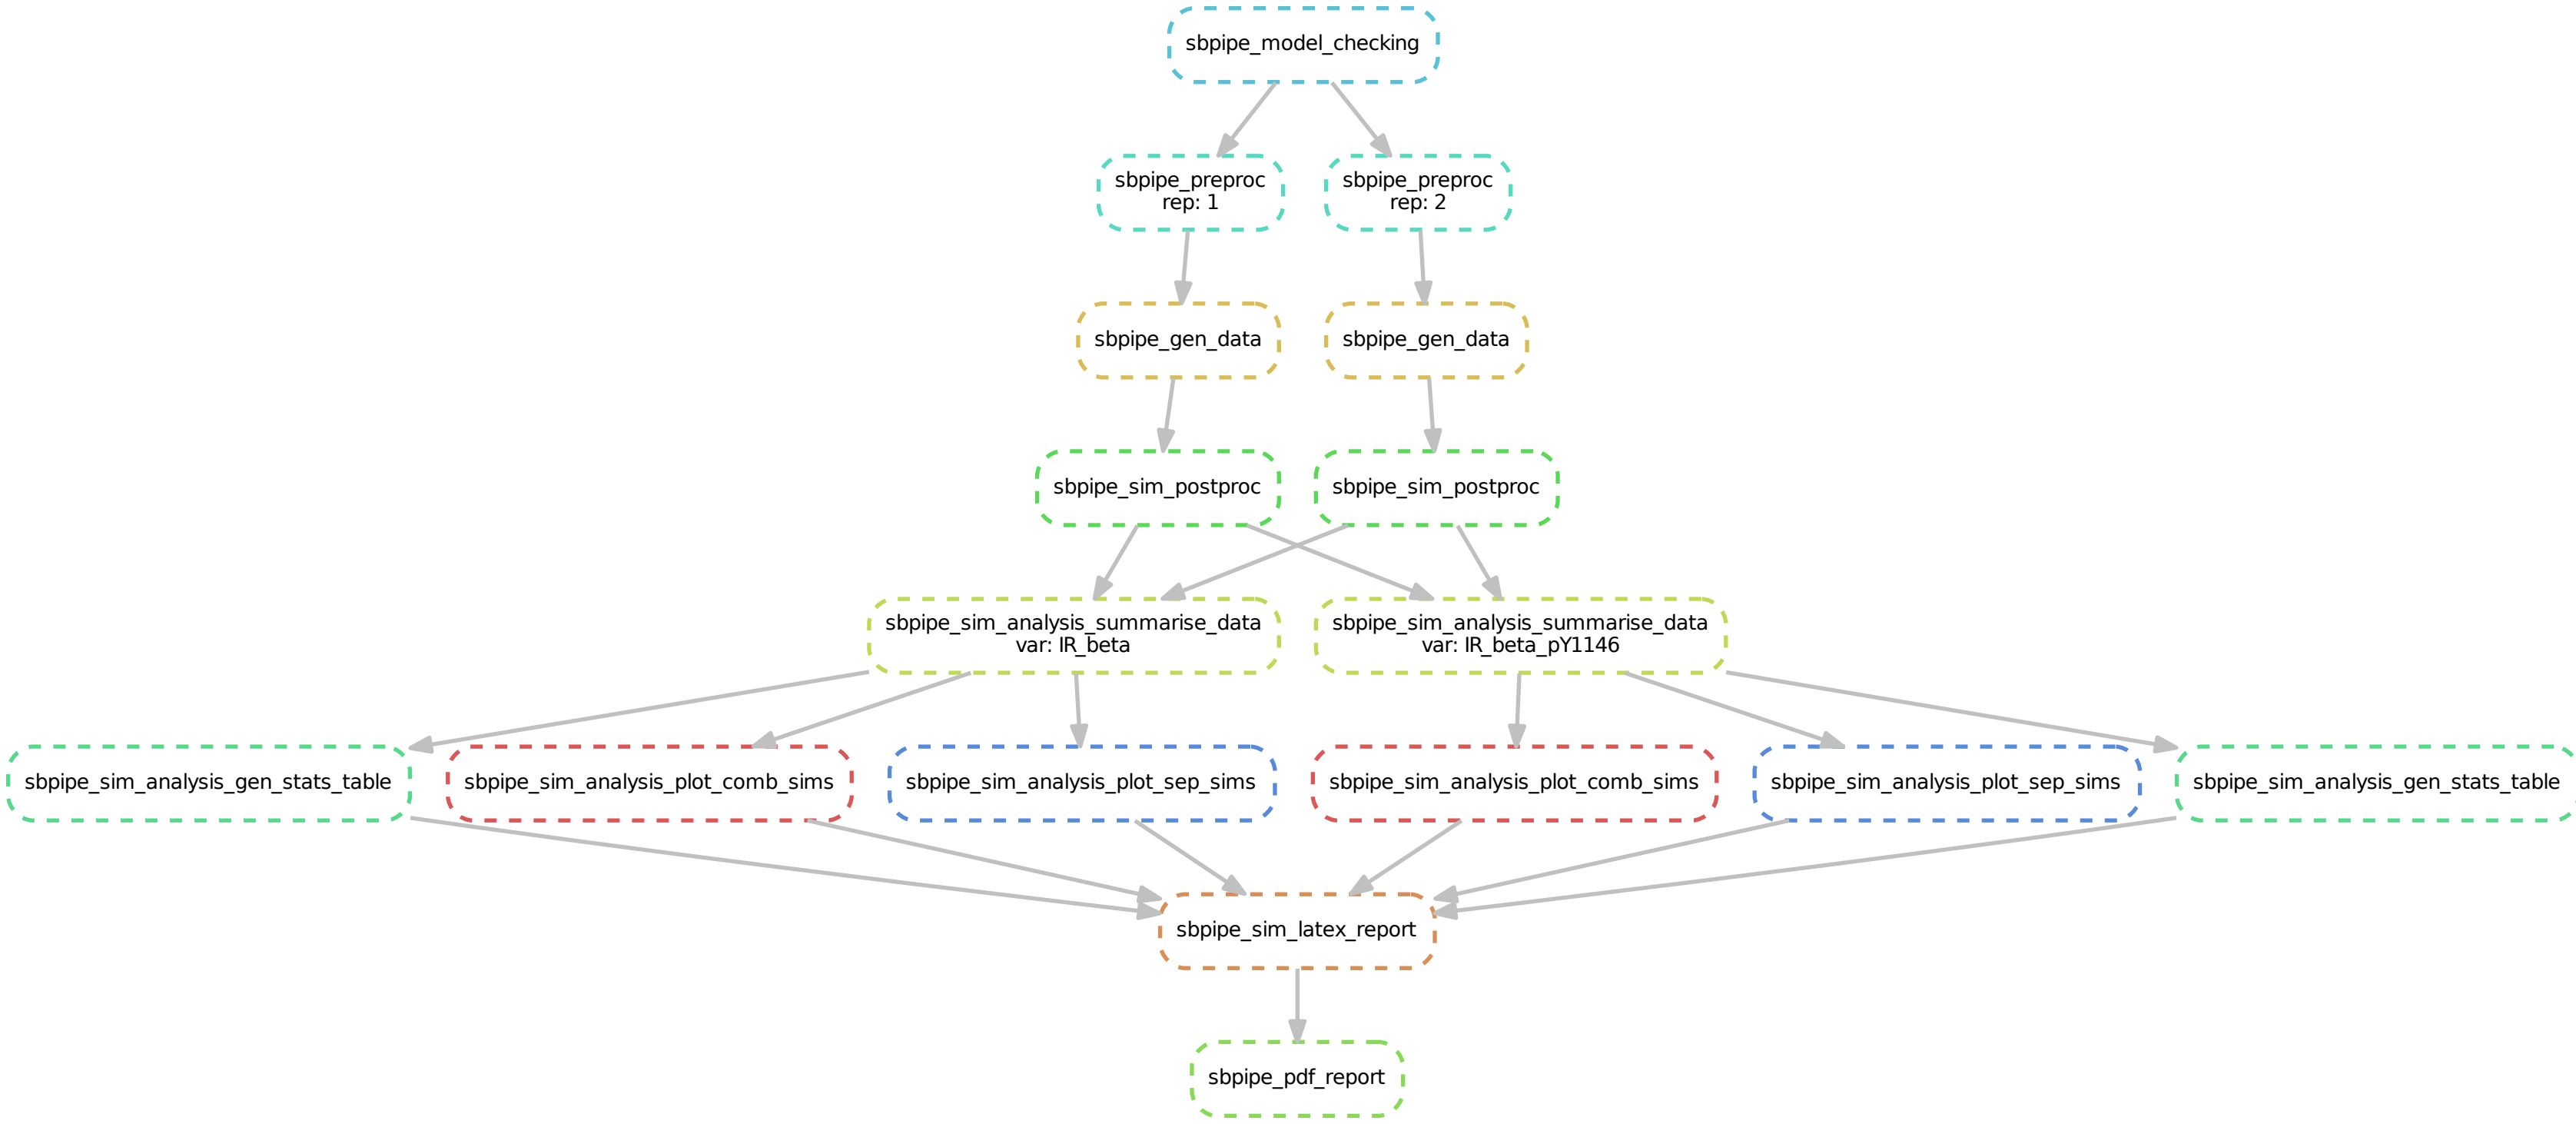 sbpipe_model_checking
sbpipe_preproc
rep: 1
sbpipe_preproc
rep: 2
sbpipe_gen_data
sbpipe_gen_data
sbpipe_sim_postproc
sbpipe_sim_postproc
sbpipe_sim_analysis_summarise_data
var: IR_beta
sbpipe_sim_analysis_summarise_data
var: IR_beta_pY1146
sbpipe_sim_analysis_gen_stats_table
sbpipe_sim_analysis_plot_comb_sims
sbpipe_sim_analysis_plot_sep_sims
sbpipe_sim_analysis_plot_comb_sims
sbpipe_sim_analysis_plot_sep_sims
sbpipe_sim_analysis_gen_stats_table
sbpipe_sim_latex_report
sbpipe_pdf_report